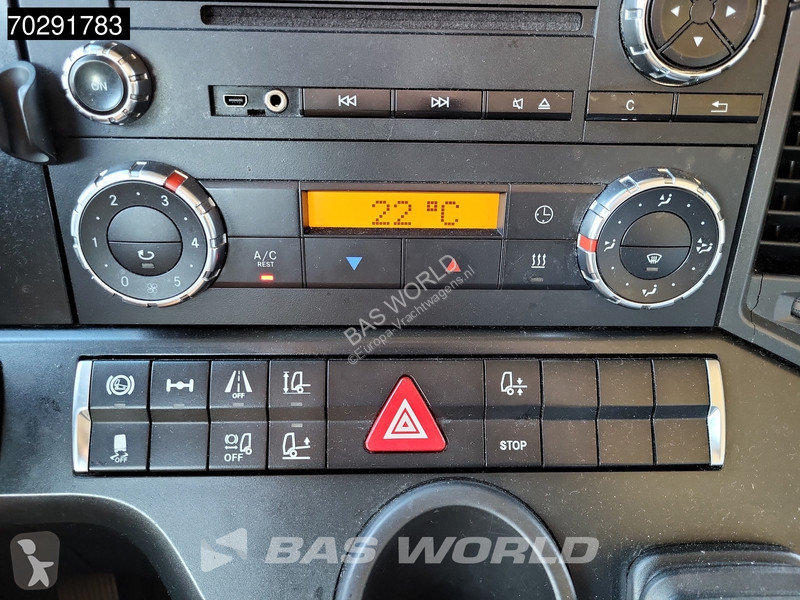 70291783
ON
C
2 3
1 4
0 5
22 °C
A/C
REST
BAS WORLD
©Europa-Vrachtwagens.nl
OFF
OFF
OFF
STOP
BAS WORLD